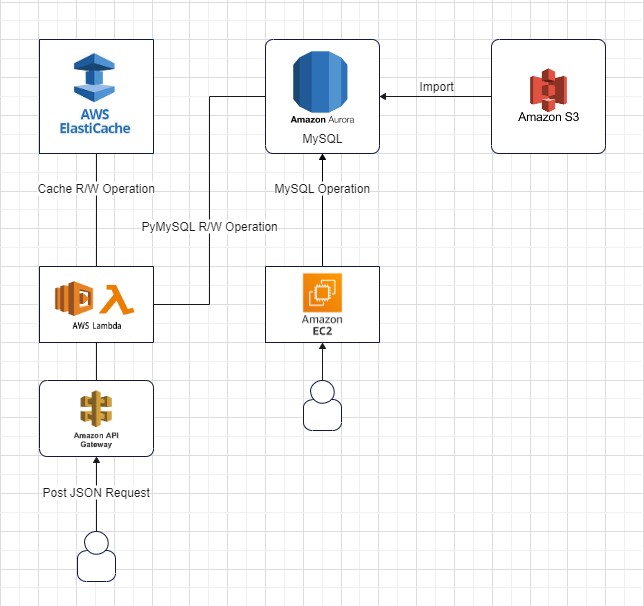 AWS
ElastiCache
Amazon Aurora
MySQL
Import
Amazon S3
Cache R/W Operation
MySQL Operation
PyMySQL R/W Operation
AWS Lambda
Amazon
EC2
Amazon API
Gateway
Post JSON Request